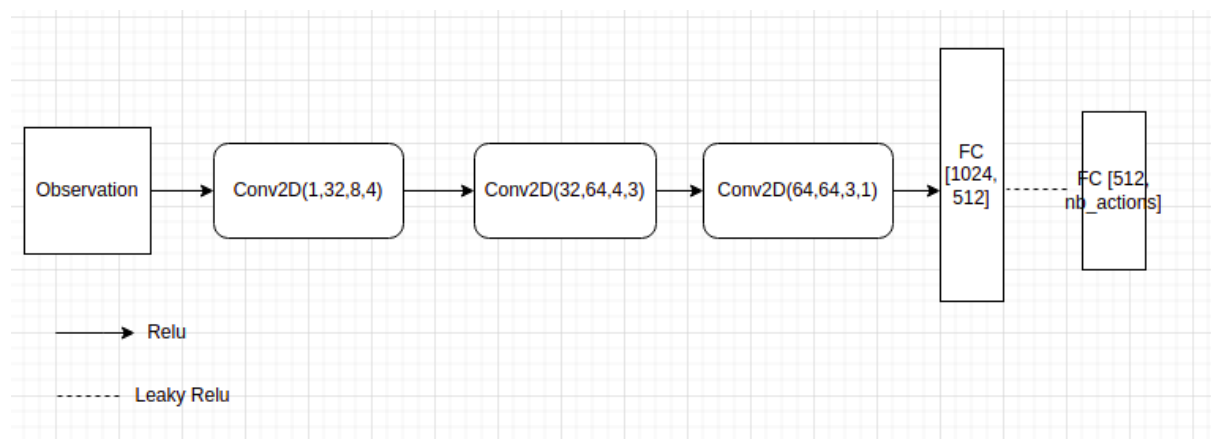 Observation
Conv2D(1,32,8,4)
Conv2D(32,64,4,3)
Conv2D(64,64,3,1)
FC
[1024,
512]
FC [512,
nb_actions]
Relu
Leaky Relu